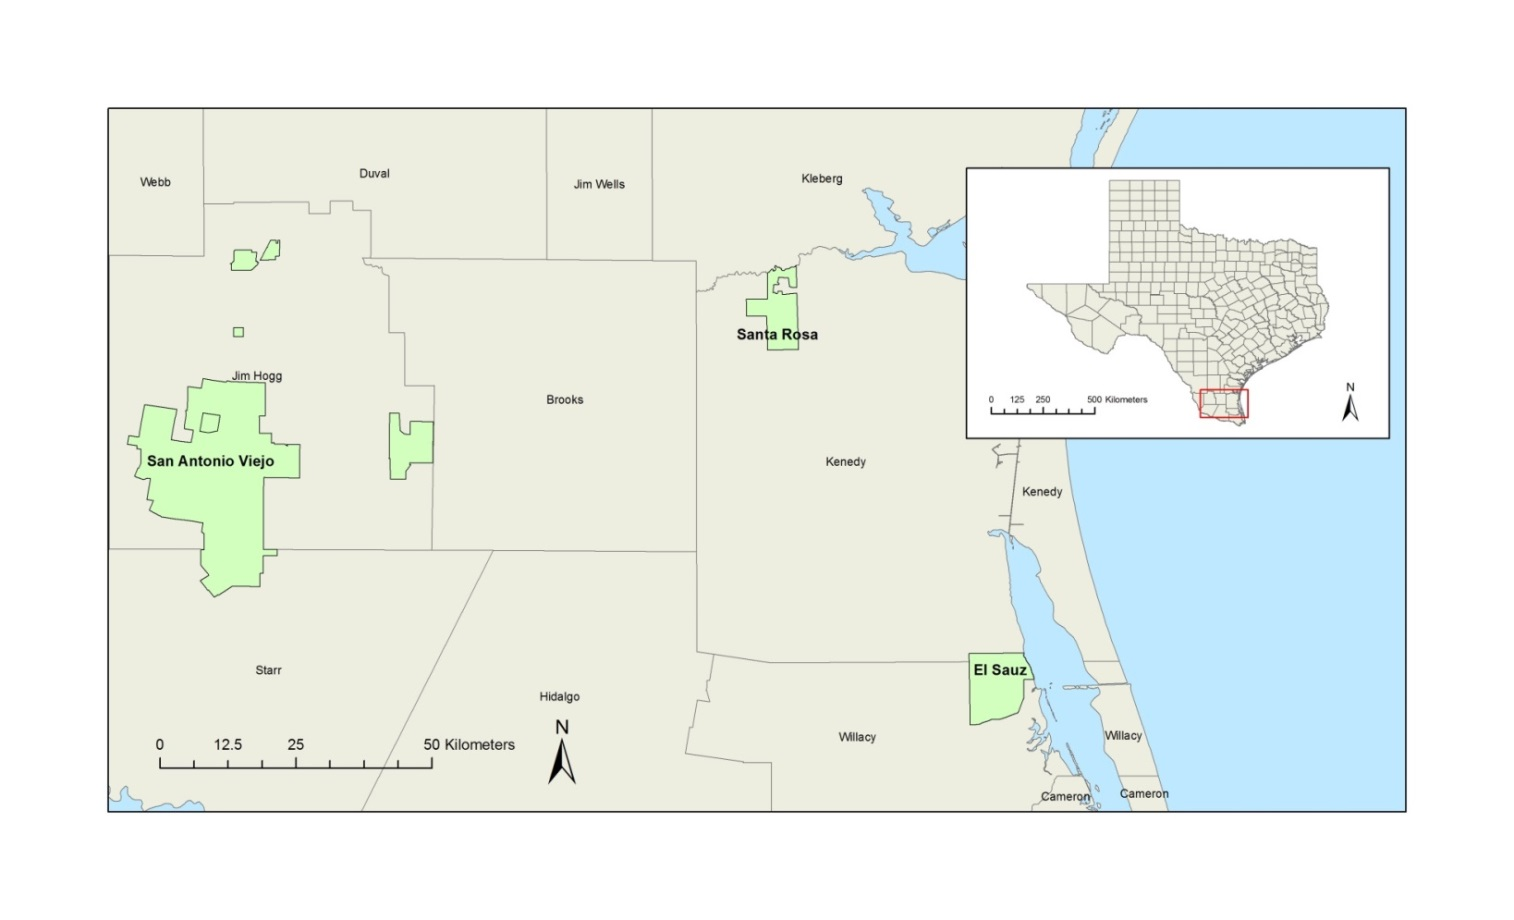 Webb
Duval
Jim Wells
Kleberg
Santa Rosa
Jim Hogg
Brooks
San Antonio Viejo
Kenedy
Kenedy
0 125 250 500 Kilometers
N
El Sauz
Starr
Hidalgo
Willacy
Willacy
0 12.5 25 50 Kilometers
N
Cameron
Cameron